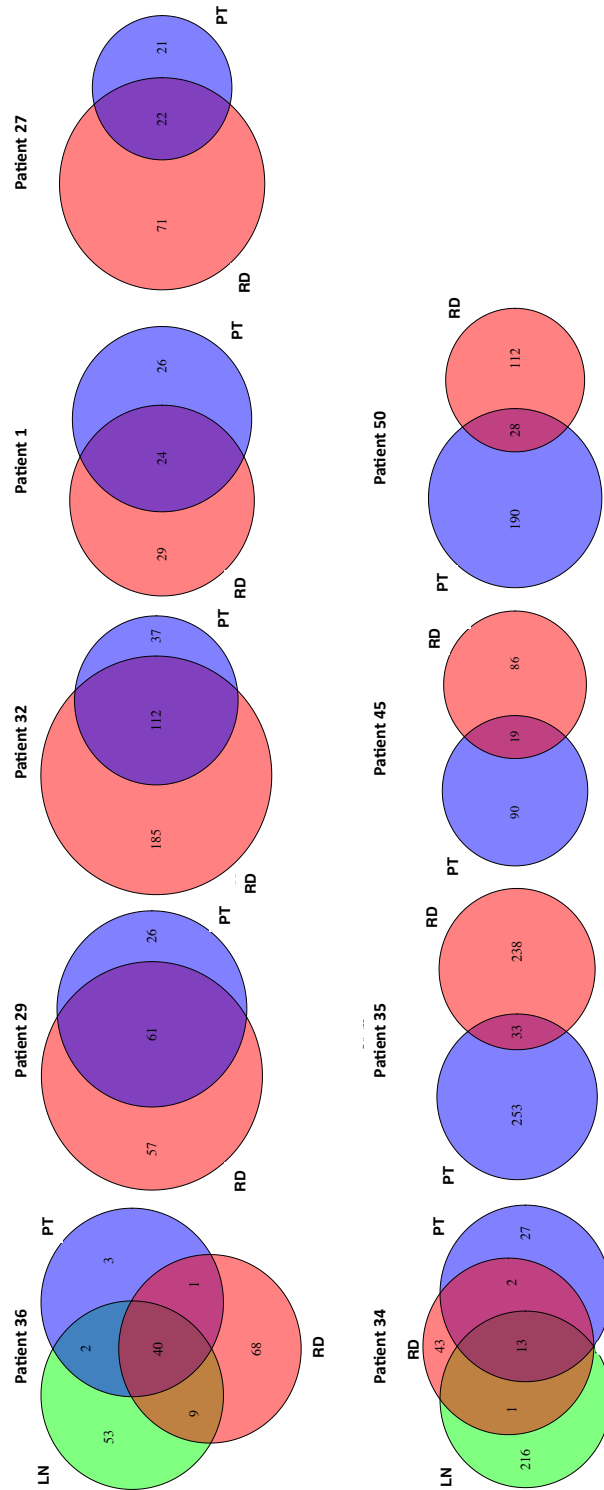 Patient 36
LN
PT
53
2
3
40
9
1
68
RD
Patient 29
57
61
26
RD
PT
Patient 32
185
112
37
RD
PT
Patient 1
29
24
26
RD
PT
Patient 27
71
22
21
RD
PT
Patient 34
LN
RD
PT
43
216
1
13
2
27
Patient 35
PT
RD
253
33
238
Patient 45
PT
RD
90
19
86
Patient 50
PT
RD
190
28
112